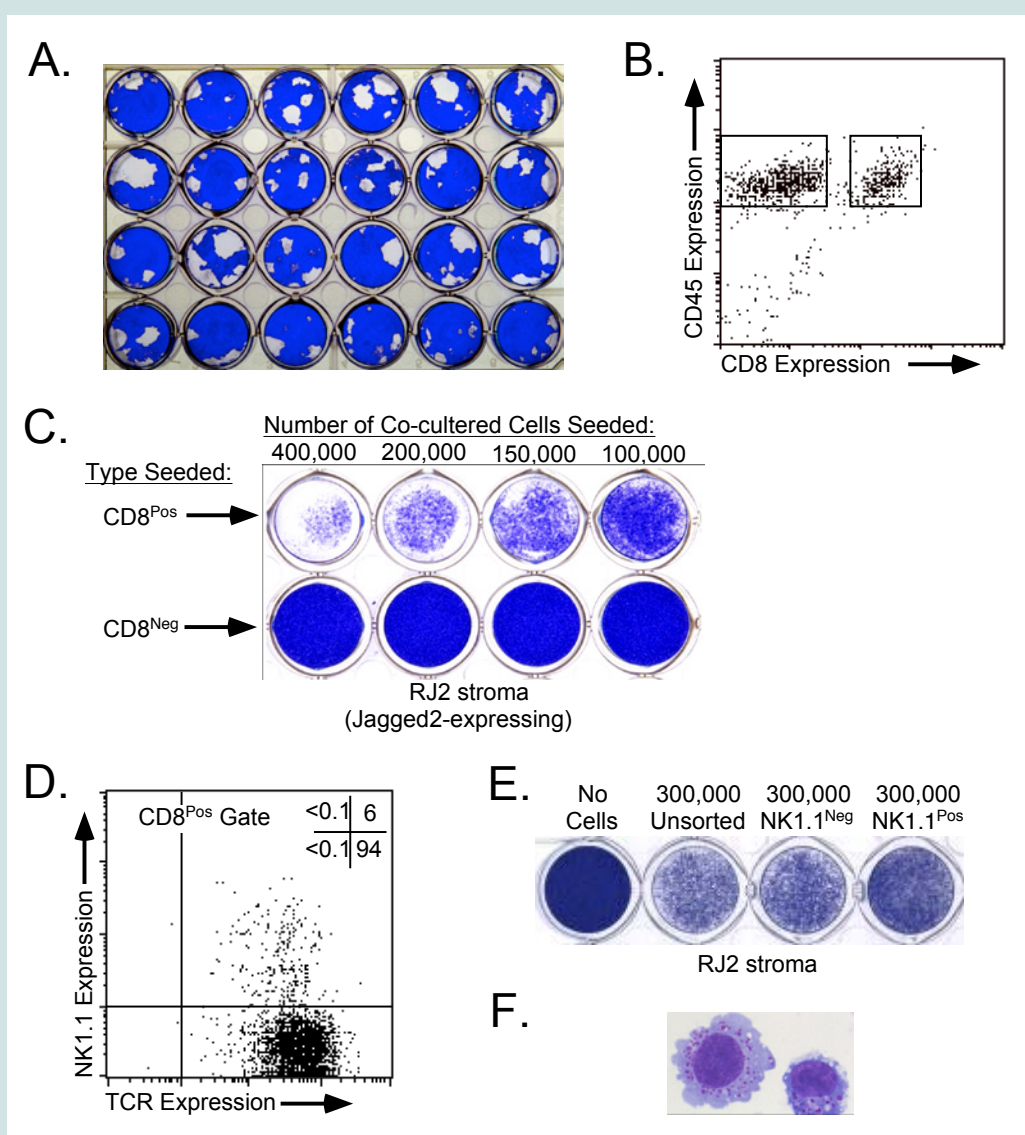 A.
B.
CD45 Expression
CD8 Expression
C.
Number of Co-cultured Cells Seeded:
400,000 200,000 150,000 100,000
Type Seeded:
CD8Pos
CD8Neg
RJ2 stroma
(Jagged2-expressing)
D.
CD8Pos Gate
<0.1 6
<0.1 94
NK1.1 Expression
TCR Expression
E.
No 300,000 300,000 300,000
Cells Unsorted NK1.1Neg NK1.1Pos
RJ2 stroma
F.